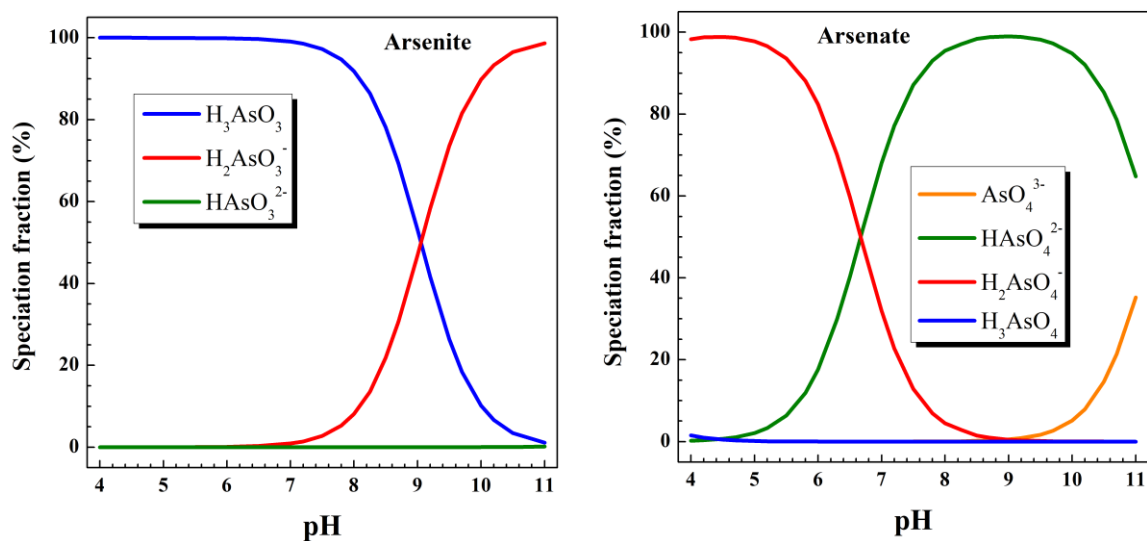 Arsenite
Speciation fraction (%)
100
80
60
40
20
0
H₃AsO₃
H₂AsO₃⁻
HAsO₃²⁻
4 5 6 7 8 9 10 11
pH
Arsenate
Speciation fraction (%)
100
80
60
40
20
0
AsO₄³⁻
HAsO₄²⁻
H₂AsO₄⁻
H₃AsO₄
4 5 6 7 8 9 10 11
pH